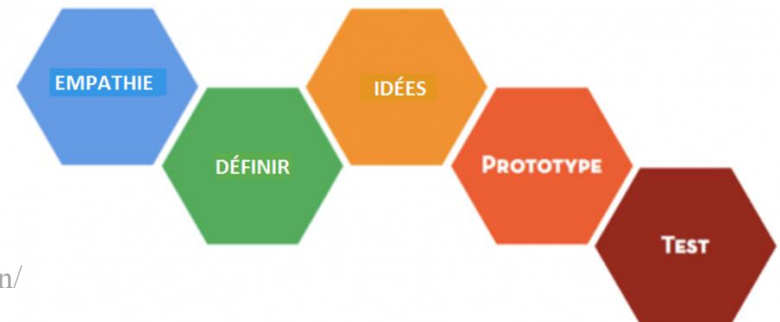 EMPATHIE
DÉFINIR
IDÉES
PROTOTYPE
TEST
n/